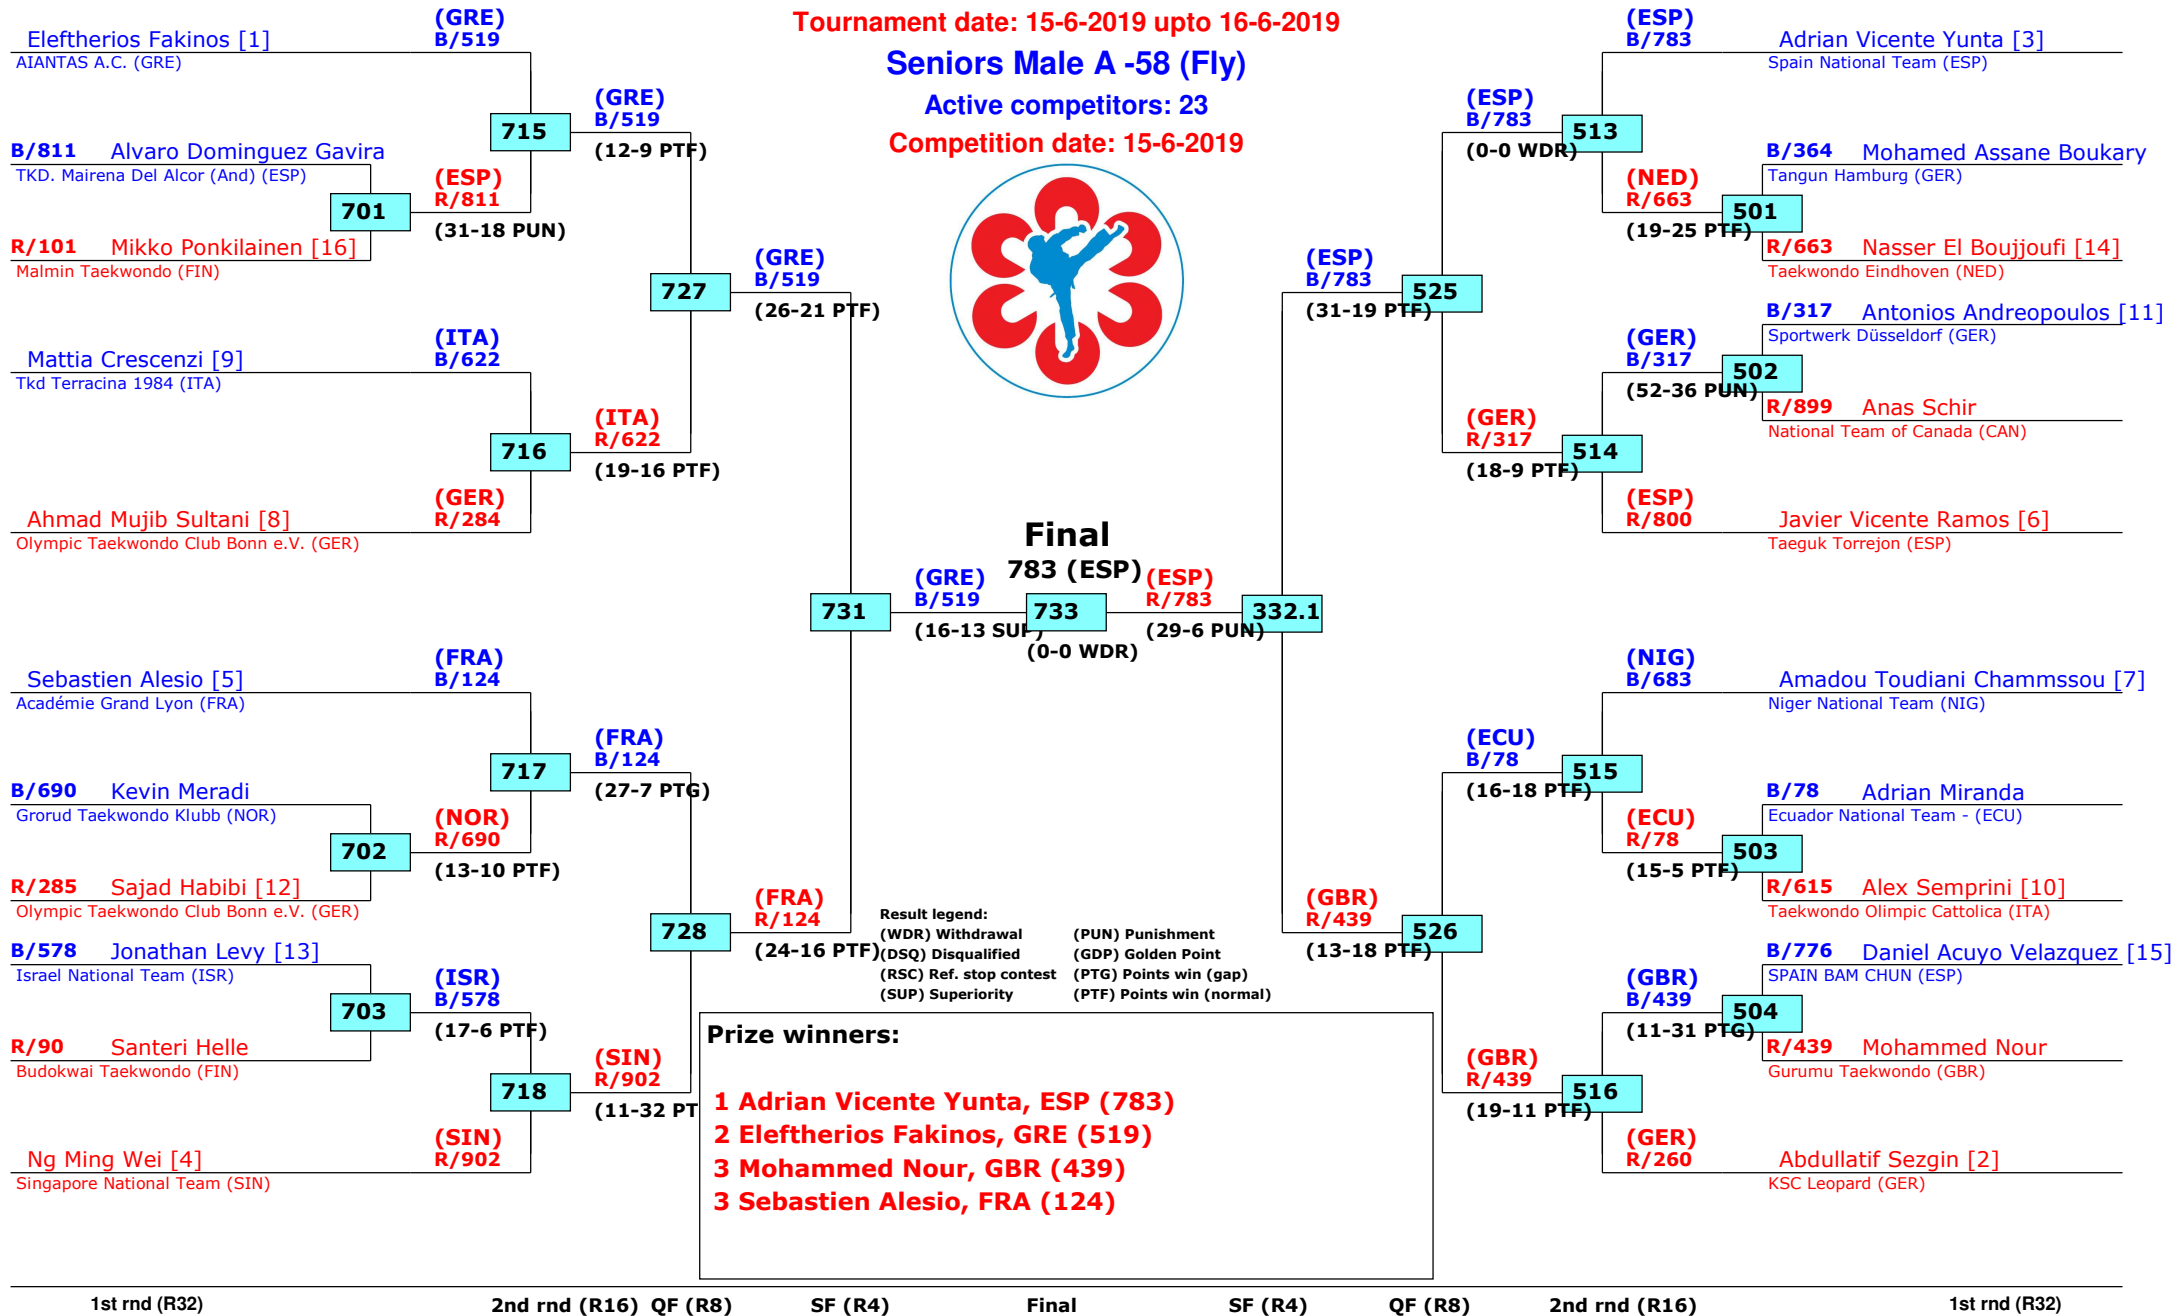 Tournament date: 15-6-2019 upto 16-6-2019
Seniors Male A -58 (Fly)
Active competitors: 23
Competition date: 15-6-2019
(GRE)
Eleftherios Fakinos [1] B/519
AIANTAS A.C. (GRE)
(GRE)
B/519
715
(12-9 PTF)
B/811 Alvaro Dominguez Gavira
TKD. Mairena Del Alcor (And) (ESP)
(ESP)
R/811
701
(31-18 PUN)
R/101 Mikko Ponkilainen [16]
Malmin Taekwondo (FIN)
(GRE)
B/519
727
(26-21 PTF)
(ITA)
Mattia Crescenzi [9] B/622
Tkd Terracina 1984 (ITA)
(ITA)
R/622
716
(19-16 PTF)
(GER)
Ahmad Mujib Sultani [8] R/284
Olympic Taekwondo Club Bonn e.V. (GER)
(GRE)
B/519
731
(16-13 SUP)
(FRA)
Sebastien Alesio [5] B/124
Académie Grand Lyon (FRA)
(FRA)
B/124
717
(27-7 PTG)
B/690 Kevin Meradi
Grorud Taekwondo Klubb (NOR)
(NOR)
R/690
702
(13-10 PTF)
R/285 Sajad Habibi [12]
Olympic Taekwondo Club Bonn e.V. (GER)
(FRA)
R/124
728
(24-16 PTF)
B/578 Jonathan Levy [13]
Israel National Team (ISR)
(ISR)
B/578
703
(17-6 PTF)
R/90 Santeri Helle
Budokwai Taekwondo (FIN)
(SIN)
R/902
718
(11-32 PT
(SIN)
Ng Ming Wei [4] R/902
Singapore National Team (SIN)
Final
783 (ESP)
733
(0-0 WDR)
(ESP)
R/783
332.1
(29-6 PUN)
(ESP)
B/783 Adrian Vicente Yunta [3]
Spain National Team (ESP)
(ESP)
B/783
513
(0-0 WDR)
B/364 Mohamed Assane Boukary
Tangun Hamburg (GER)
(NED)
R/663
501
(19-25 PTF)
R/663 Nasser El Boujjoufi [14]
Taekwondo Eindhoven (NED)
(ESP)
B/783
525
(31-19 PTF)
B/317 Antonios Andreopoulos [11]
Sportwerk Düsseldorf (GER)
(GER)
B/317
502
(52-36 PUN)
R/899 Anas Schir
National Team of Canada (CAN)
(GER)
R/317
514
(18-9 PTF)
(ESP)
R/800 Javier Vicente Ramos [6]
Taeguk Torrejon (ESP)
(NIG)
B/683 Amadou Toudiani Chammssou [7]
Niger National Team (NIG)
(ECU)
B/78
515
(16-18 PTF)
B/78 Adrian Miranda
Ecuador National Team - (ECU)
(ECU)
R/78
503
(15-5 PTF)
R/615 Alex Semprini [10]
Taekwondo Olimpic Cattolica (ITA)
(GBR)
R/439
526
(13-18 PTF)
B/776 Daniel Acuyo Velazquez [15]
SPAIN BAM CHUN (ESP)
(GBR)
B/439
504
(11-31 PTG)
R/439 Mohammed Nour
Gurumu Taekwondo (GBR)
(GBR)
R/439
516
(19-11 PTF)
(GER)
R/260 Abdullatif Sezgin [2]
KSC Leopard (GER)
Result legend:
(WDR) Withdrawal (PUN) Punishment
(DSQ) Disqualified (GDP) Golden Point
(RSC) Ref. stop contest (PTG) Points win (gap)
(SUP) Superiority (PTF) Points win (normal)
Prize winners:
1 Adrian Vicente Yunta, ESP (783)
2 Eleftherios Fakinos, GRE (519)
3 Mohammed Nour, GBR (439)
3 Sebastien Alesio, FRA (124)
1st rnd (R32) 2nd rnd (R16) QF (R8) SF (R4) Final SF (R4) QF (R8) 2nd rnd (R16) 1st rnd (R32)